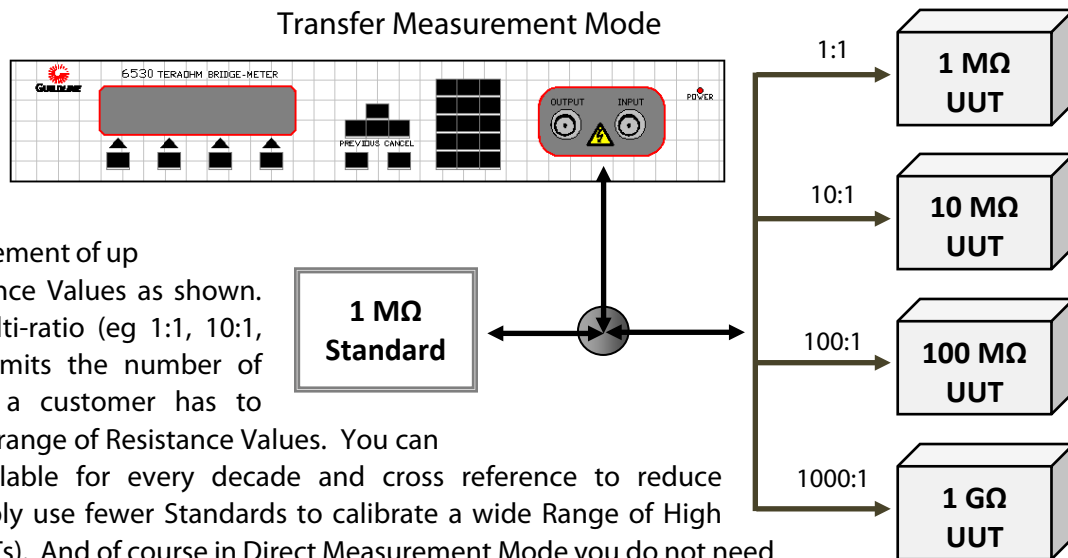 Transfer Measurement Mode
GUILDLINE
6530 TERAOHM BRIDGE-METER
PREVIOUS CANCEL
OUTPUT INPUT
POWER
1:1
1 MΩ
UUT
10:1
10 MΩ
UUT
100:1
100 MΩ
UUT
1000:1
1 GΩ
UUT
1 MΩ
Standard
ement of up
nce Values as shown.
lti-ratio (eg 1:1, 10:1,
mits the number of
a customer has to
range of Resistance Values. You can
lable for every decade and cross reference to reduce
ly use fewer Standards to calibrate a wide Range of High
s). And of course in Direct Measurement Mode you do not need